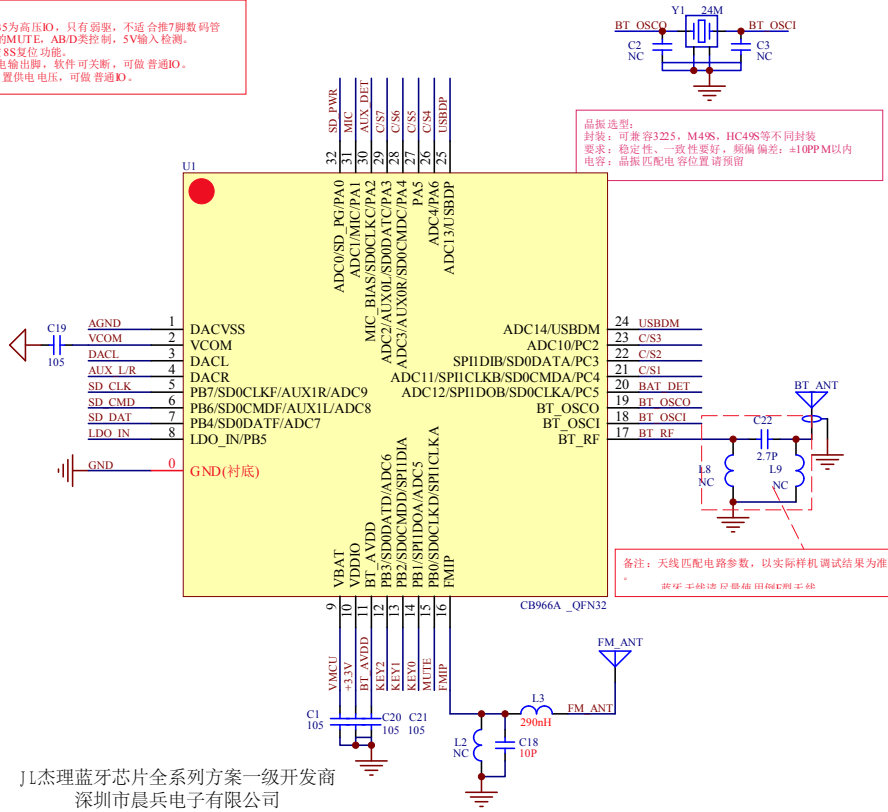 35为高压IO，只有弱驱，不适合推7脚数码管
的MUTE，AB/D类控制，5V输入检测。
18S复位功能。
电输出脚，软件可关断，可做普通IO。
置供电电压，可做普通IO。
Y1 24M
BT_OSCO BT_OSCI
C2 NC
C3 NC
晶振选型：
封装：可兼容3225，M49S，HC49S等不同封装
要求：稳定性、一致性要好，频偏偏差：±10PPM以内
电容：晶振匹配电容位置请预留
U1
SD_PWR 32 ADC0/SD_PG/PA0
MIC 31 ADC1/MIC/PA1
AUX_DET 30 MIC_BIAS/SD0CLKC/PA2
C/S7 29 ADC2/AUX0L/SD0DATC/PA3
C/S6 28 ADC3/AUX0R/SD0CMDC/PA4
C/S5 27 PA5
C/S4 26 ADC4/PA6
USBDP 25 ADC13/USBDP
C19
105
AGND 1 DACVSS
VCOM 2 VCOM
DACL 3 DACL
AUX_L/R 4 DACR
SD_CLK 5 PB7/SD0CLKF/AUX1R/ADC9
SD_CMD 6 PB6/SD0CMDF/AUX1L/ADC8
SD_DAT 7 PB4/SD0DATF/ADC7
LDO_IN 8 LDO_IN/PB5
GND 0 GND(衬底)
ADC14/USBDM 24 USBDM
ADC10/PC2 23 C/S3
SPI1DIB/SD0DATA/PC3 22 C/S2
ADC11/SPI1CLKB/SD0CMDA/PC4 21 C/S1
ADC12/SPI1DOB/SD0CLKA/PC5 20 BAT_DET
BT_OSCO 19 BT_OSCO
BT_OSCI 18 BT_OSCI
BT_RF 17 BT_RF
BT_ANT
C22
2.7P
L8
NC
L9
NC
VBAT 9 VMCU
VDDIO 10 +3.3V
BT_AVDD 11 BT_AVDD
PB3/SD0DATD/ADC6 12 KEY2
PB2/SD0CMDD/SPI1DIA 13 KEY1
PB1/SPI1DOA/ADC5 14 KEY0
PB0/SD0CLKD/SPI1CLKA 15 MUTE
FMIP 16 FMIP
CB966A _QFN32
备注：天线匹配电路参数，以实际样机调试结果为准
。
蓝牙天线请尽量使用倒F型天线
FM_ANT
L3
290nH
FM_ANT
L2
NC
C18
10P
C1
105
C20
105
C21
105
JL杰理蓝牙芯片全系列方案一级开发商
深圳市晨兵电子有限公司